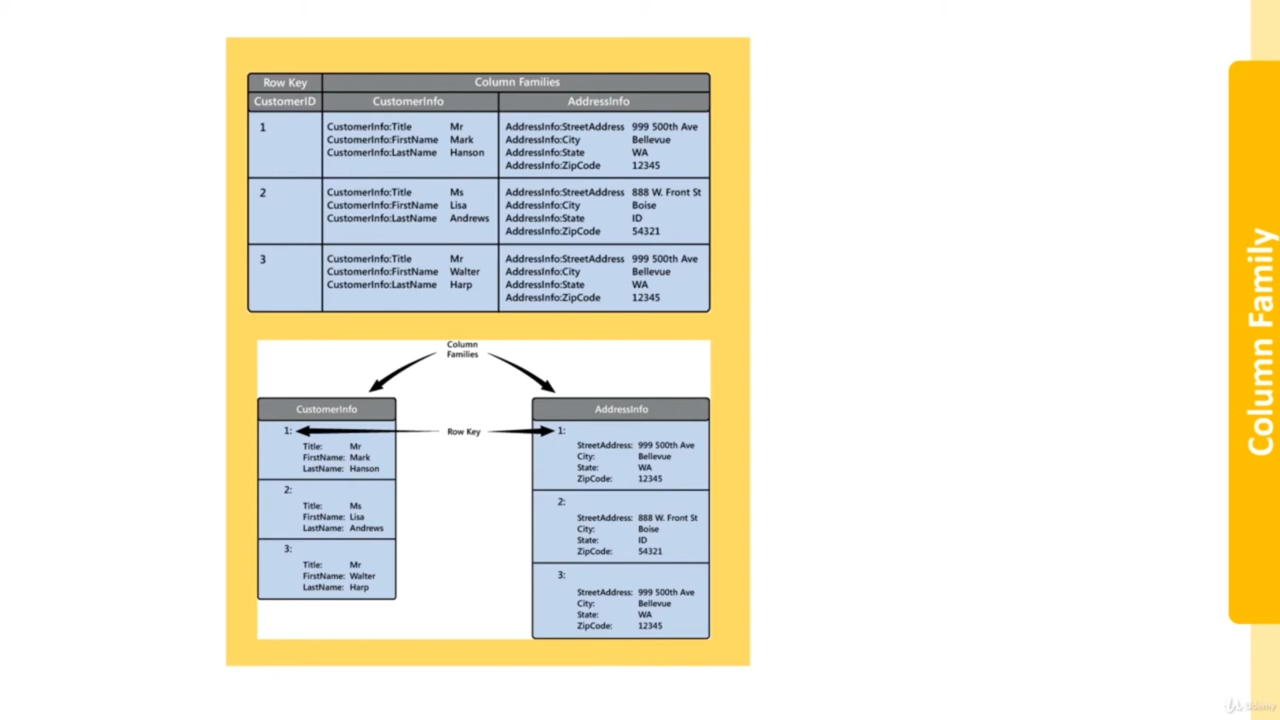 Row Key Column Families
CustomerID CustomerInfo AddressInfo
1 CustomerInfo:Title Mr AddressInfo:StreetAddress 999 500th Ave
CustomerInfo:FirstName Mark AddressInfo:City Bellevue
CustomerInfo:LastName Hanson AddressInfo:State WA
AddressInfo:ZipCode 12345
2 CustomerInfo:Title Ms AddressInfo:StreetAddress 888 W. Front St
CustomerInfo:FirstName Lisa AddressInfo:City Boise
CustomerInfo:LastName Andrews AddressInfo:State ID
AddressInfo:ZipCode 54321
3 CustomerInfo:Title Mr AddressInfo:StreetAddress 999 500th Ave
CustomerInfo:FirstName Walter AddressInfo:City Bellevue
CustomerInfo:LastName Harp AddressInfo:State WA
AddressInfo:ZipCode 12345
Column
Families
CustomerInfo
1:
Title: Mr
FirstName: Mark
LastName: Hanson
2:
Title: Ms
FirstName: Lisa
LastName: Andrews
3:
Title: Mr
FirstName: Walter
LastName: Harp
Row Key
AddressInfo
1:
StreetAddress: 999 500th Ave
City: Bellevue
State: WA
ZipCode: 12345
2:
StreetAddress: 888 W. Front St
City: Boise
State: ID
ZipCode: 54321
3:
StreetAddress: 999 500th Ave
City: Bellevue
State: WA
ZipCode: 12345
Column Family
Udemy